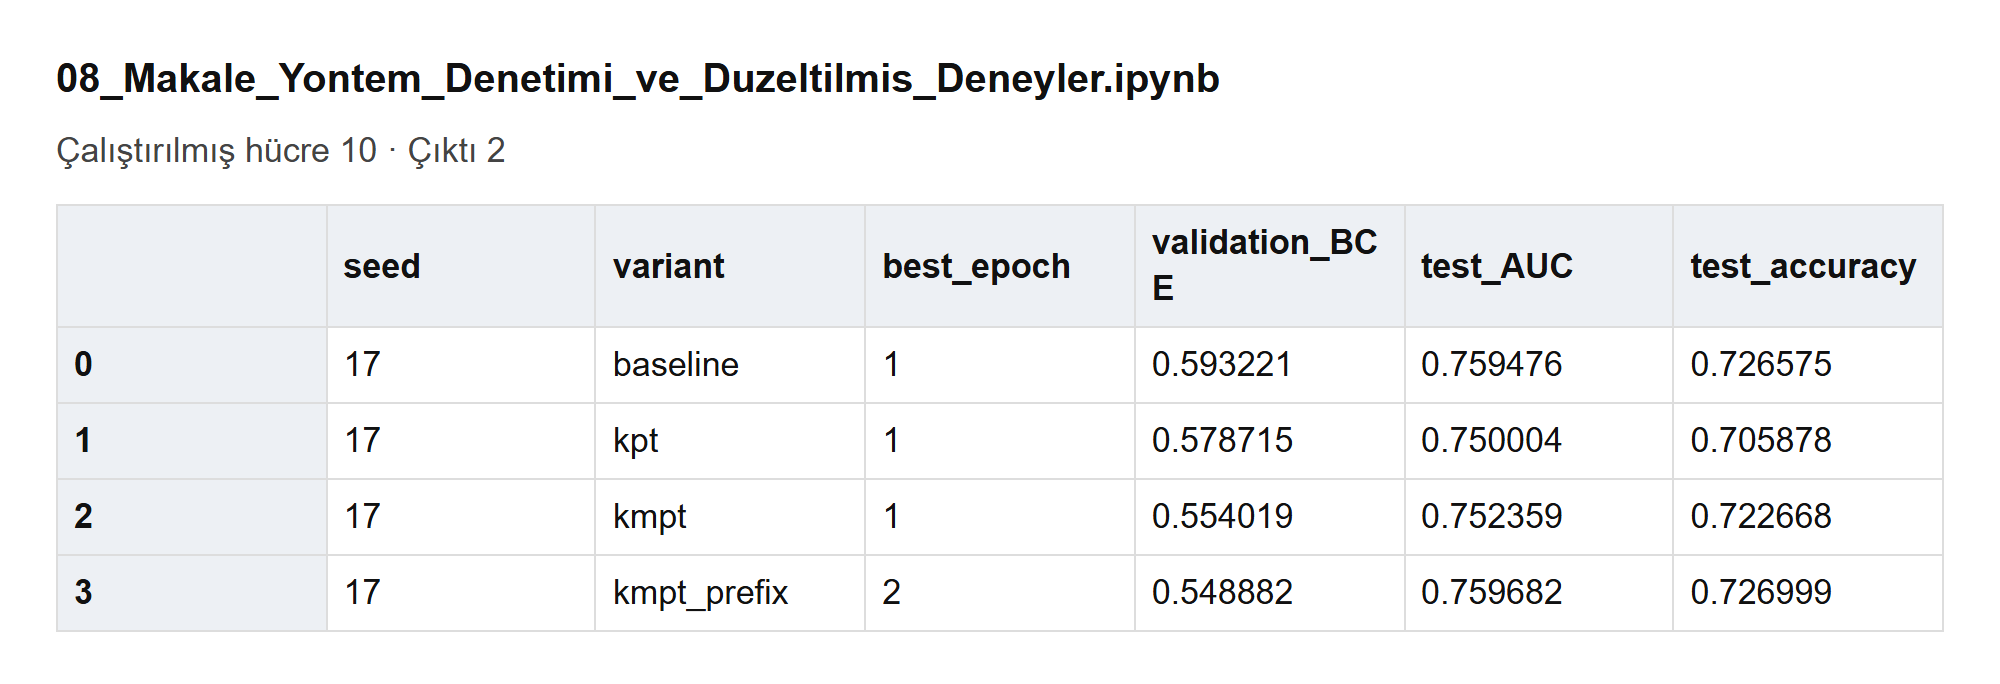 08_Makale_Yontem_Denetimi_ve_Duzeltilmis_Deneyler.ipynb
Çalıştırılmış hücre 10 · Çıktı 2
seed variant best_epoch validation_BCE test_AUC test_accuracy
0 17 baseline 1 0.593221 0.759476 0.726575
1 17 kpt 1 0.578715 0.750004 0.705878
2 17 kmpt 1 0.554019 0.752359 0.722668
3 17 kmpt_prefix 2 0.548882 0.759682 0.726999